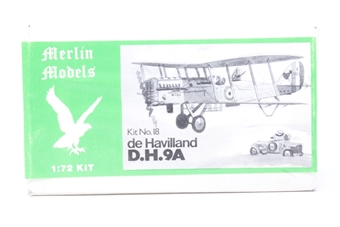 Merlin
Models
1:72 KIT
Kit No. 18
de Havilland
D.H.9A